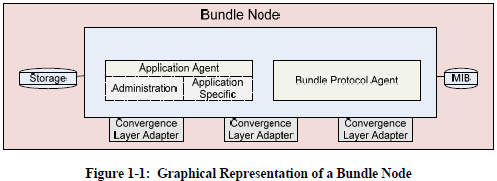 Bundle Node
Storage
Application Agent
Administration
Application
Specific
Bundle Protocol Agent
MIB
Convergence
Layer Adapter
Convergence
Layer Adapter
Convergence
Layer Adapter
Figure 1-1: Graphical Representation of a Bundle Node